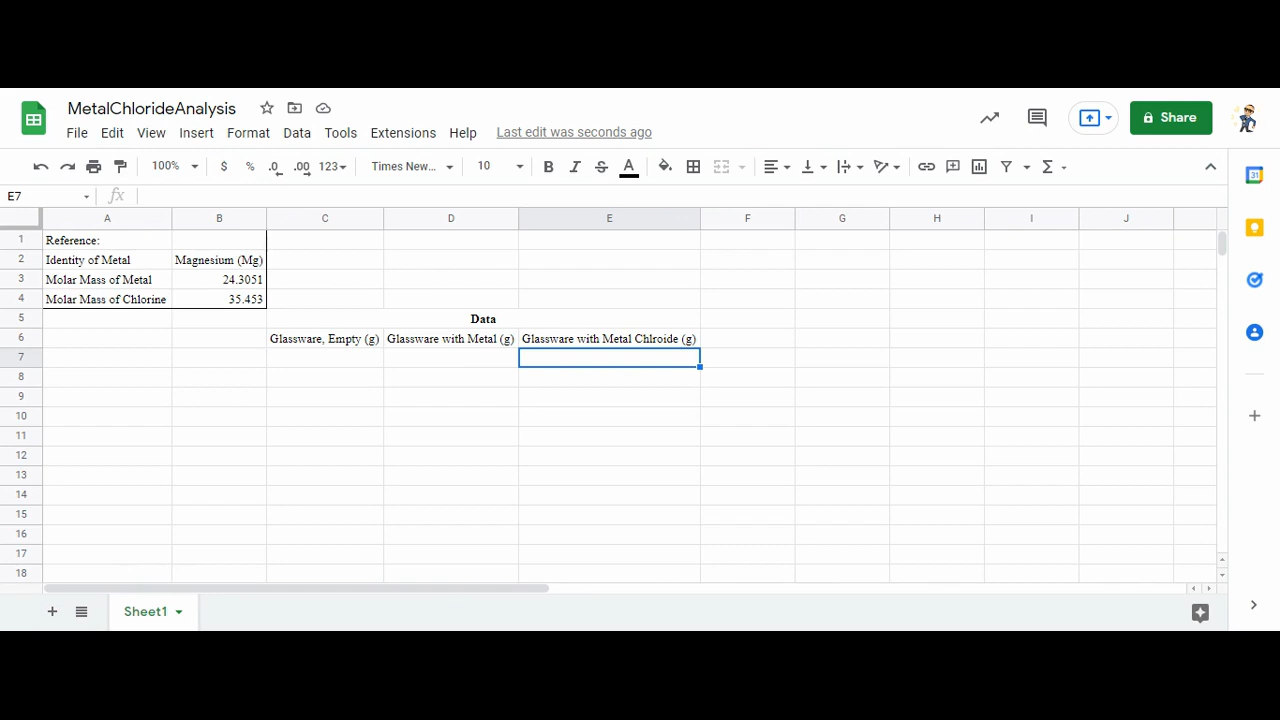 MetalChlorideAnalysis
File Edit View Insert Format Data Tools Extensions Help Last edit was seconds ago
Share
100% $ % .0 .00 123 Times New... 10 B I S A
31
E7 fx
A B C D E F G H I J
1 Reference:
2 Identity of Metal Magnesium (Mg)
3 Molar Mass of Metal 24.3051
4 Molar Mass of Chlorine 35.453
5 Data
6 Glassware, Empty (g) Glassware with Metal (g) Glassware with Metal Chlroide (g)
7
8
9
10
11
12
13
14
15
16
17
18
Sheet1